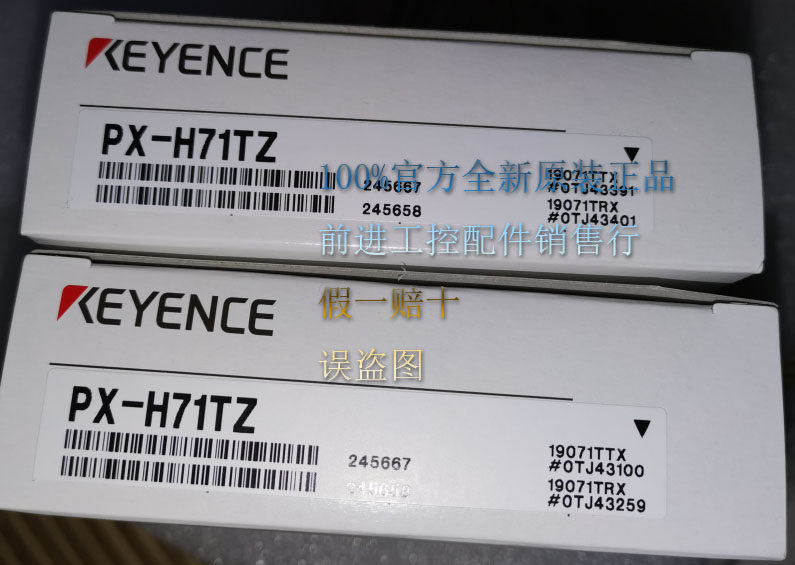 KEYENCE
PX-H71TZ
100%官方全新原装正品
245667
19071TTX
#0TJ43391
245658
19071TRX
#0TJ43401
前进工控配件销售行
假一赔十
KEYENCE
误盗图
PX-H71TZ
245667
19071TTX
#0TJ43100
245658
19071TRX
#0TJ43259